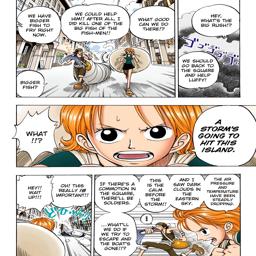 HEY,
WHAT'S THE
BIG RUSH!?
WE SHOULD
GO BACK TO
THE SQUARE
AND HELP
LUFFY!
WHAT GOOD
CAN WE DO
THERE!?
WE COULD HELP
HIM! AFTER ALL, I
DID KILL ONE OF
THE BIG FISH OF
THE FISH-MEN!!
WE HAVE
BIGGER
FISH TO
FRY RIGHT
NOW.
BIGGER
FISH?
A
STORM'S
GOING TO
HIT THIS
ISLAND.
WHAT
!!?
THE AIR
PRESSURE
AND
TEMPERATURE
HAVE BEEN
STEADILY
DROPPING.
AND I
SAW DARK
CLOUDS
IN THE
EASTERN
SKY.
THIS IS
THE CALM
BEFORE
THE
STORM!!
IF THERE'S A
COMMOTION
IN THE
SQUARE,
THERE'LL BE
SOLDIERS.
...WHAT'LL
WE DO IF
WE TRY TO
ESCAPE AND
THE BOAT'S
GONE!?
OH! THIS
REALLY IS
IMPORTANT!!
HEY!!
WAIT
UP!!!